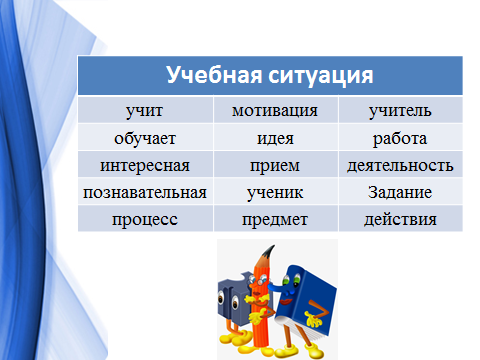 Учебная ситуация
учит мотивация учитель
обучает идея работа
интересная прием деятельность
познавательная ученик Задание
процесс предмет действия